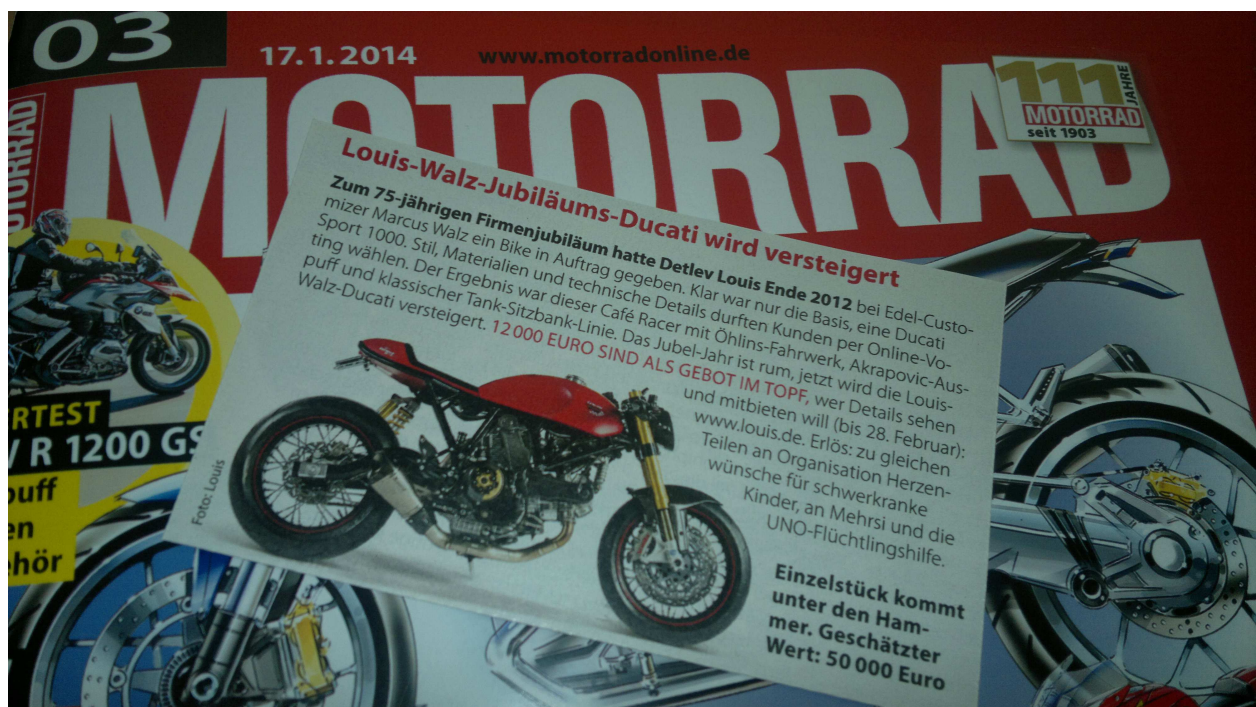 03
17.1.2014
www.motorradonline.de
MOTORRAD
111
JAHRE
MOTORRAD
seit 1903
Louis-Walz-Jubiläums-Ducati wird versteigert
Zum 75-jährigen Firmenjubiläum hatte Detlev Louis Ende 2012 bei Edel-Custo-
mizer Marcus Walz ein Bike in Auftrag gegeben. Klar war nur die Basis, eine Ducati
Sport 1000. Stil, Materialien und technische Details durften Kunden per Online-Vo-
ting wählen. Der Ergebnis war dieser Café Racer mit Öhlins-Fahrwerk, Akrapovic-Aus-
puff und klassischer Tank-Sitzbank-Linie. Das Jubel-Jahr ist rum, jetzt wird die Louis-
Walz-Ducati versteigert. 12 000 EURO SIND ALS GEBOT IM TOPF, wer Details sehen
und mitbieten will (bis 28. Februar):
www.louis.de. Erlös: zu gleichen
Teilen an Organisation Herzen-
wünsche für schwerkranke
Kinder, an Mehrsi und die
UNO-Flüchtlingshilfe.
Einzelstück kommt
unter den Ham-
mer. Geschätzter
Wert: 50 000 Euro
Foto: Louis
OTORRAD
ERTEST
R 1200 GS
puff
en
ehör